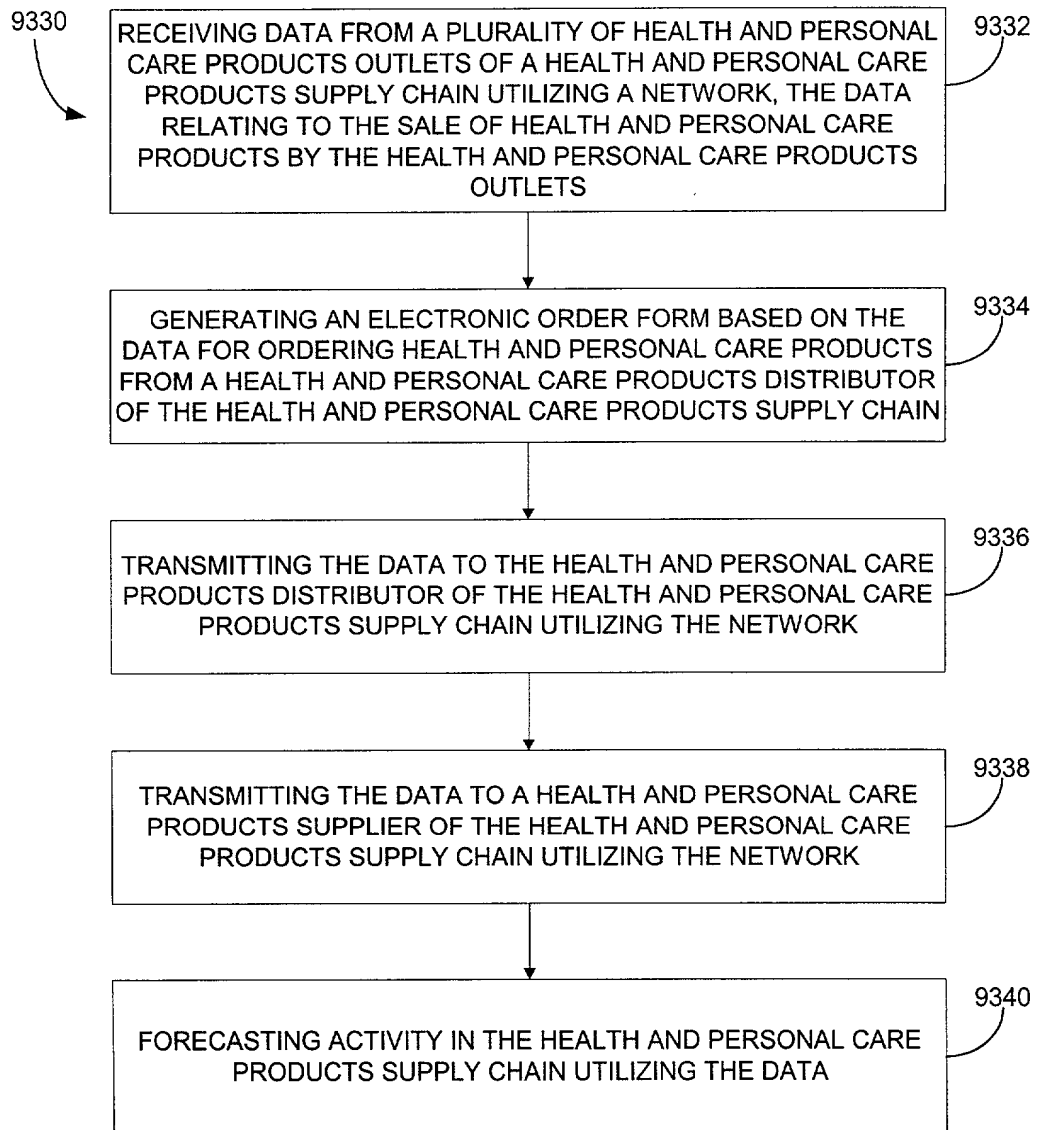 9330
RECEIVING DATA FROM A PLURALITY OF HEALTH AND PERSONAL
CARE PRODUCTS OUTLETS OF A HEALTH AND PERSONAL CARE
PRODUCTS SUPPLY CHAIN UTILIZING A NETWORK, THE DATA
RELATING TO THE SALE OF HEALTH AND PERSONAL CARE
PRODUCTS BY THE HEALTH AND PERSONAL CARE PRODUCTS
OUTLETS
9332
GENERATING AN ELECTRONIC ORDER FORM BASED ON THE
DATA FOR ORDERING HEALTH AND PERSONAL CARE PRODUCTS
FROM A HEALTH AND PERSONAL CARE PRODUCTS DISTRIBUTOR
OF THE HEALTH AND PERSONAL CARE PRODUCTS SUPPLY CHAIN
9334
TRANSMITTING THE DATA TO THE HEALTH AND PERSONAL CARE
PRODUCTS DISTRIBUTOR OF THE HEALTH AND PERSONAL CARE
PRODUCTS SUPPLY CHAIN UTILIZING THE NETWORK
9336
TRANSMITTING THE DATA TO A HEALTH AND PERSONAL CARE
PRODUCTS SUPPLIER OF THE HEALTH AND PERSONAL CARE
PRODUCTS SUPPLY CHAIN UTILIZING THE NETWORK
9338
FORECASTING ACTIVITY IN THE HEALTH AND PERSONAL CARE
PRODUCTS SUPPLY CHAIN UTILIZING THE DATA
9340